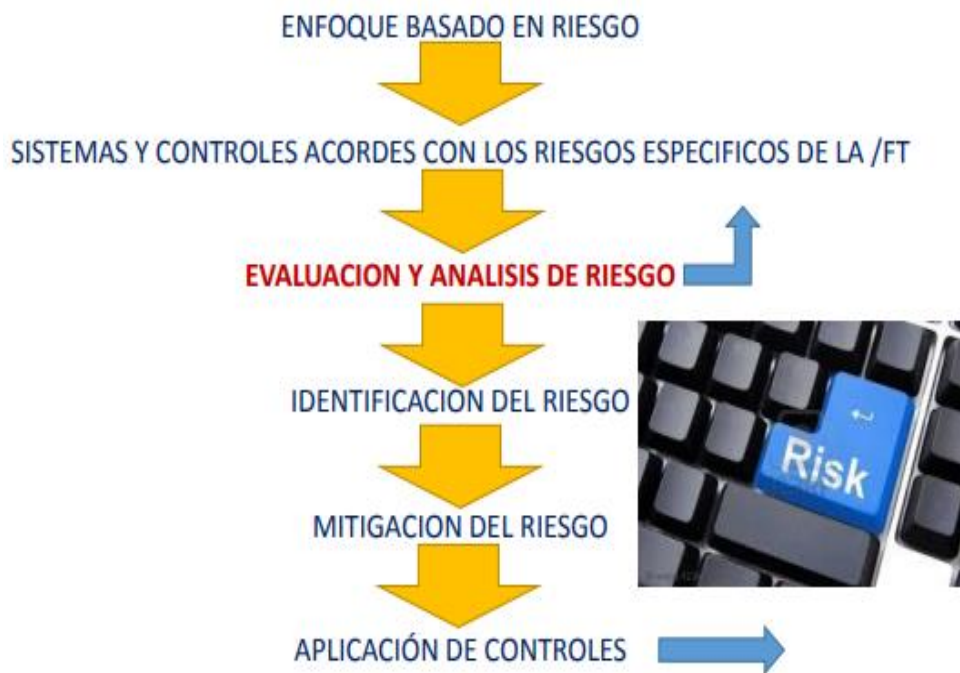 ENFOQUE BASADO EN RIESGO
SISTEMAS Y CONTROLES ACORDES CON LOS RIESGOS ESPECIFICOS DE LA /FT
EVALUACION Y ANALISIS DE RIESGO
IDENTIFICACION DEL RIESGO
Risk
MITIGACION DEL RIESGO
APLICACIÓN DE CONTROLES